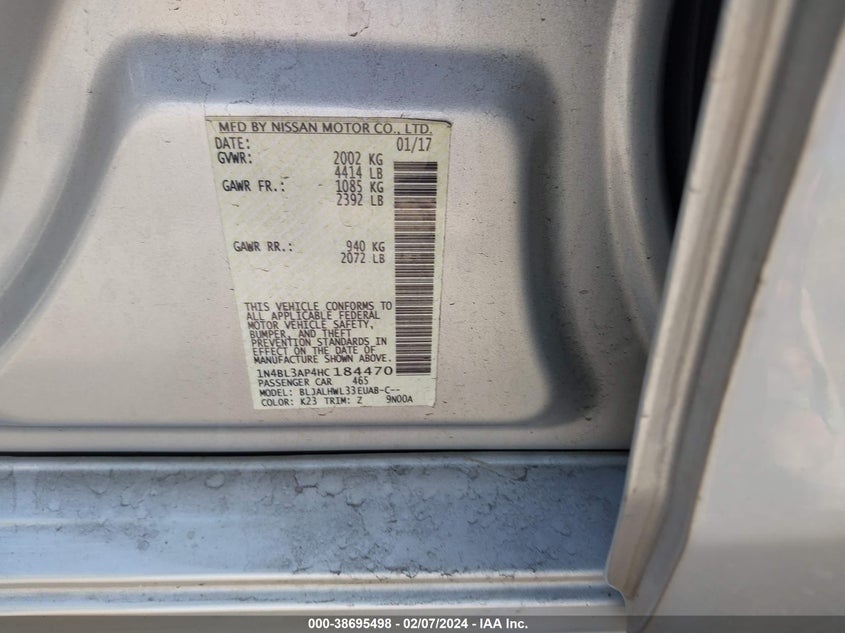 MFD BY NISSAN MOTOR CO., LTD.
DATE: 01/17
GVWR: 2002 KG
4414 LB
GAWR FR.: 1085 KG
2392 LB
GAWR RR.: 940 KG
2072 LB
THIS VEHICLE CONFORMS TO
ALL APPLICABLE FEDERAL
MOTOR VEHICLE SAFETY,
BUMPER, AND THEFT
PREVENTION STANDARDS IN
EFFECT ON THE DATE OF
MANUFACTURE SHOWN ABOVE.
1N4BL3AP4HC184470
PASSENGER CAR 465
MODEL: BLJALHWL33EUAB-C--
COLOR: K23 TRIM: Z 9N00A
000-38695498 - 02/07/2024 - IAA Inc.